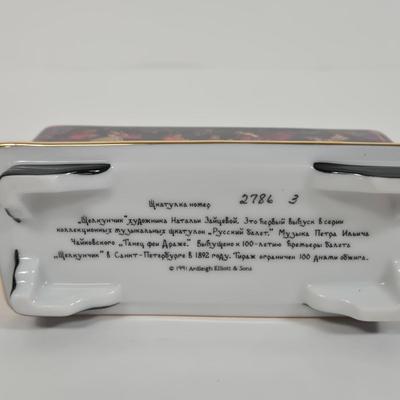 Шкатулка номер 2786 3
„Щелкунчик" художника Натальи Зайцевой. Это первый выпуск в серии
коллекционных музыкальных шкатулок „Русский Балет." Музыка Петра Ильича
Чайковского „Танец феи Драже." Выпущено к 100-летию премьеры балета
„Щелкунчик" в Санкт-Петербурге в 1892 году. Тираж ограничен 100 днями обжига.
© 1991 Ardleigh Elliott & Sons